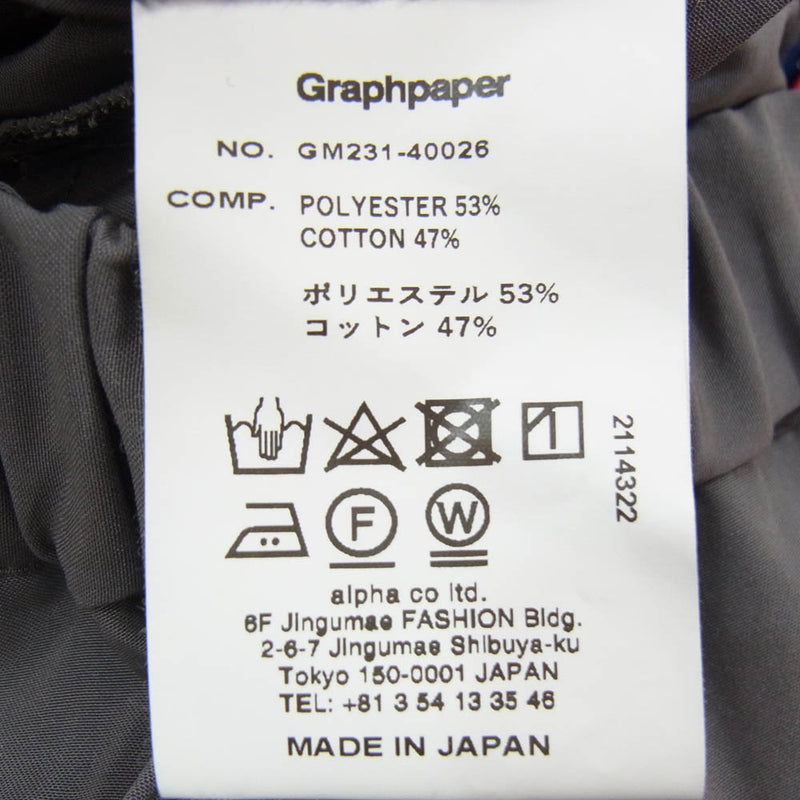 Graphpaper
NO. GM231-40026
COMP. POLYESTER 53%
COTTON 47%
ポリエステル 53%
コットン 47%
2114322
F W
alpha co ltd.
6F Jingumae FASHION Bldg.
2-6-7 Jingumae Shibuya-ku
Tokyo 150-0001 JAPAN
TEL: +81 3 54 13 35 46
MADE IN JAPAN